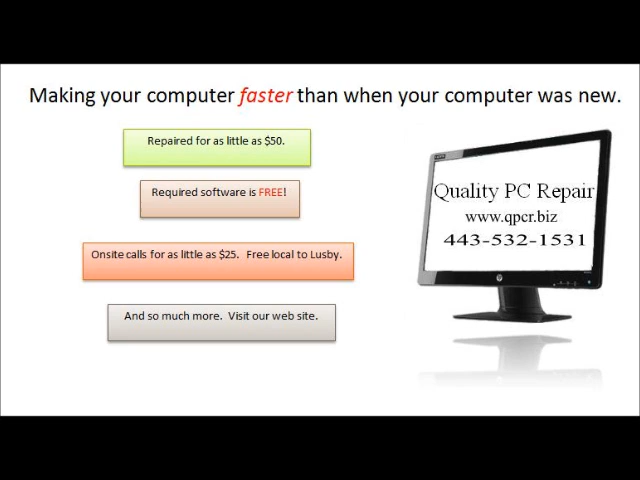 Making your computer faster than when your computer was new.
Repaired for as little as $50.
Required software is FREE!
Onsite calls for as little as $25.  Free local to Lusby.
And so much more.  Visit our web site.
Quality PC Repair
www.qpcr.biz
443-532-1531